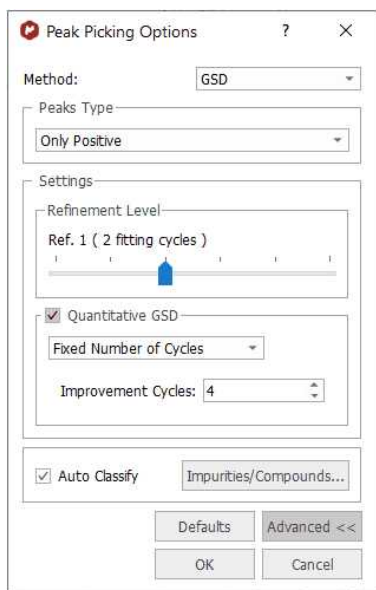 Peak Picking Options ? ×
Method: GSD
Peaks Type
Only Positive
Settings
Refinement Level
Ref. 1 ( 2 fitting cycles )
Quantitative GSD
Fixed Number of Cycles
Improvement Cycles: 4
Auto Classify Impurities/Compounds...
Defaults Advanced <<
OK Cancel